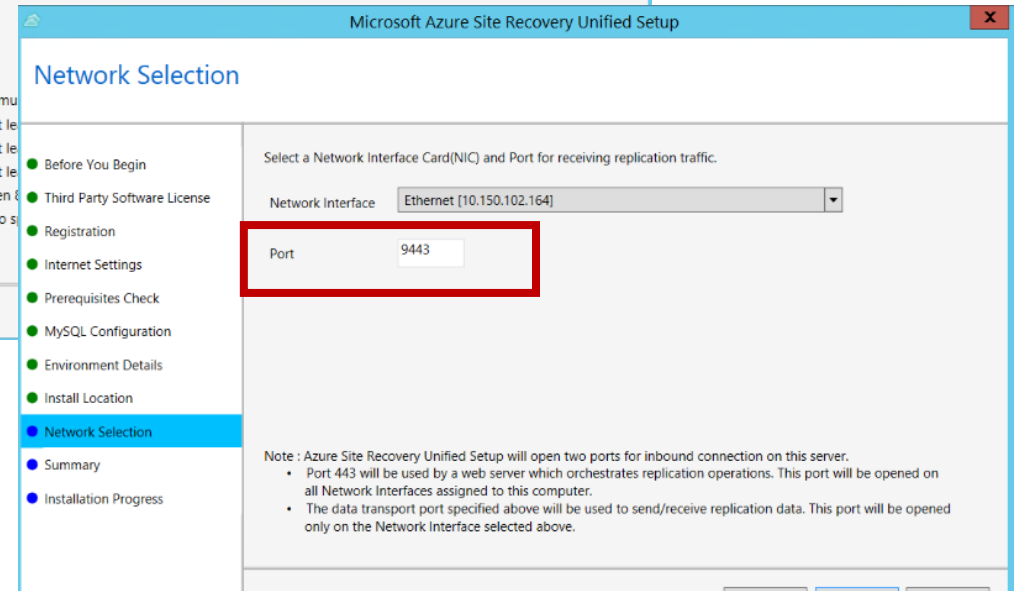 Microsoft Azure Site Recovery Unified Setup
x
Network Selection
Before You Begin
Third Party Software License
Registration
Internet Settings
Prerequisites Check
MySQL Configuration
Environment Details
Install Location
Network Selection
Summary
Installation Progress
Select a Network Interface Card(NIC) and Port for receiving replication traffic.
Network Interface Ethernet [10.150.102.164]
Port 9443
Note : Azure Site Recovery Unified Setup will open two ports for inbound connection on this server.
• Port 443 will be used by a web server which orchestrates replication operations. This port will be opened on
all Network Interfaces assigned to this computer.
• The data transport port specified above will be used to send/receive replication data. This port will be opened
only on the Network Interface selected above.